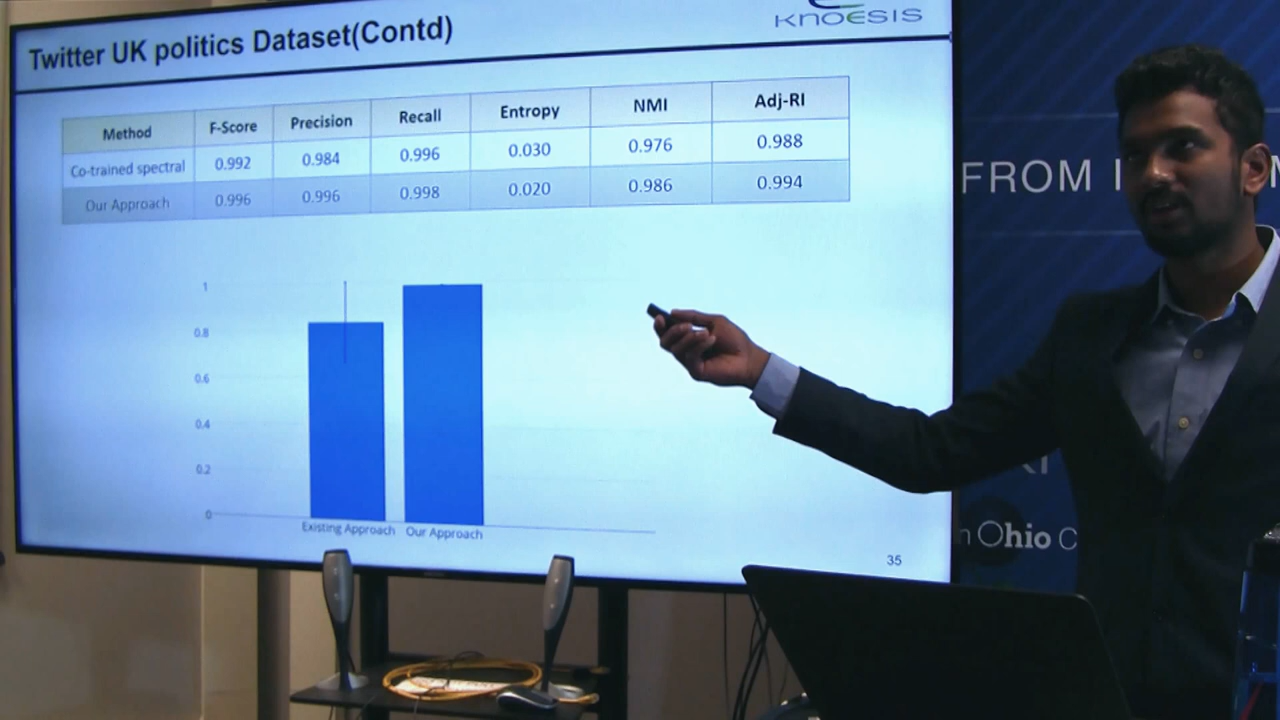 Twitter UK politics Dataset(Contd)
KNOESIS
Method F-Score Precision Recall Entropy NMI Adj-RI
Co-trained spectral 0.992 0.984 0.996 0.030 0.976 0.988
Our Approach 0.996 0.996 0.998 0.020 0.986 0.994
1
0.8
0.6
0.4
0.2
0
Existing Approach Our Approach
35
FROM
Ohio